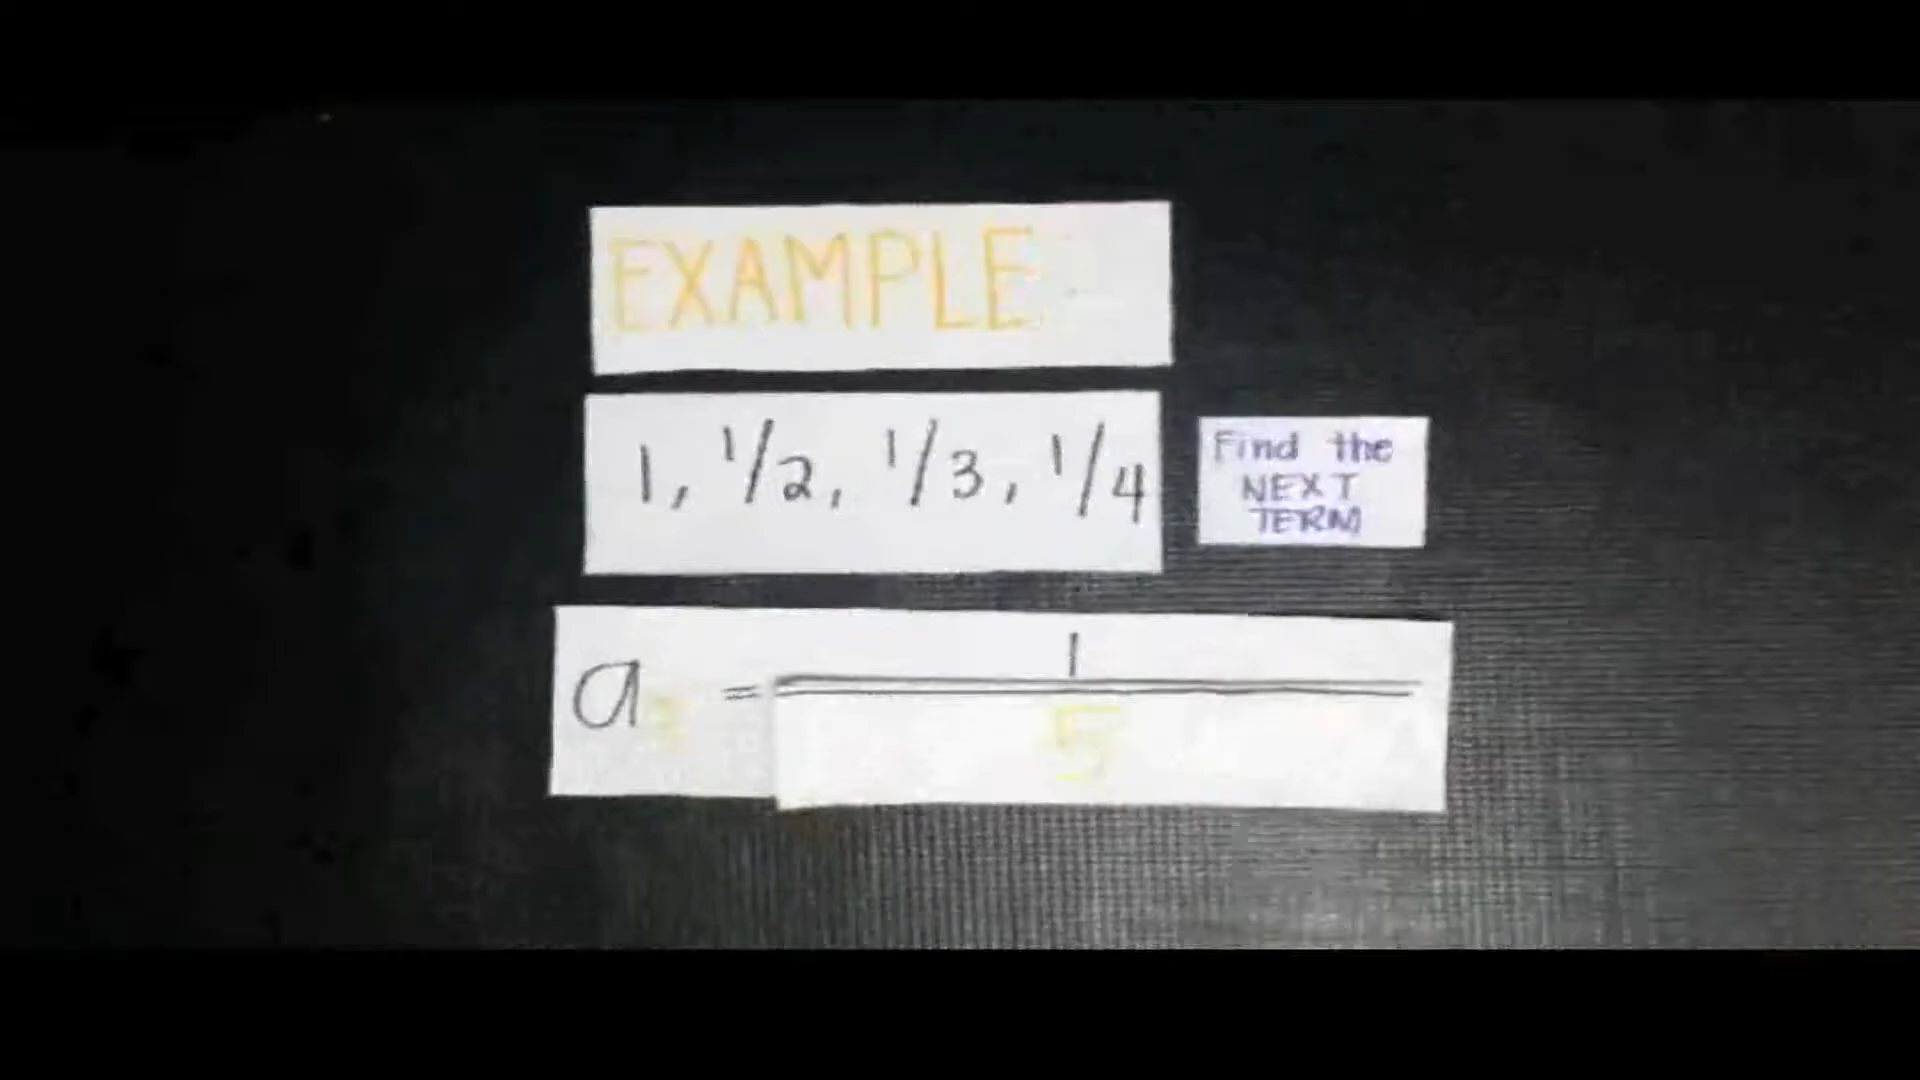 EXAMPLE
1, 1/2, 1/3, 1/4
Find the
NEXT
TERM
a = 1
5